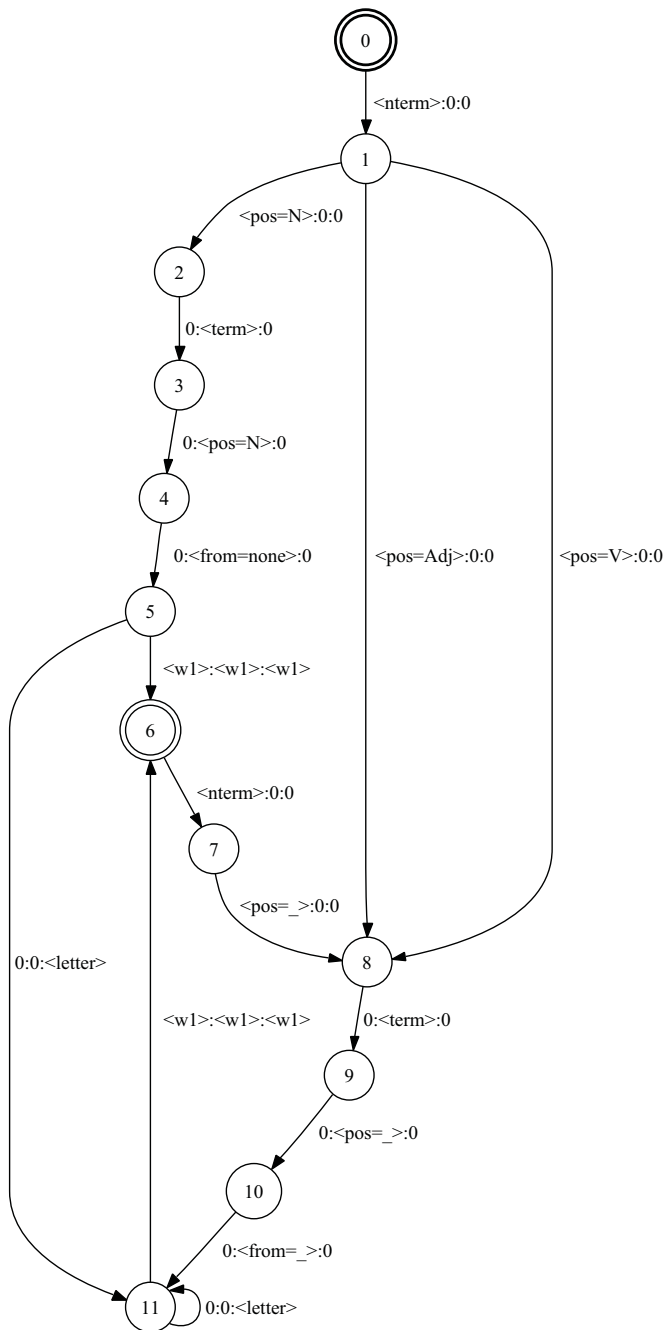 0
<nterm>:0:0
1
<pos=N>:0:0
2
0:<term>:0
3
0:<pos=N>:0
4
0:<from=none>:0
<pos=Adj>:0:0
<pos=V>:0:0
5
<w1>:<w1>:<w1>
6
<nterm>:0:0
7
<pos=_>:0:0
8
0:0:<letter>
<w1>:<w1>:<w1>
0:<term>:0
9
0:<pos=_>:0
10
0:<from=_>:0
11
0:0:<letter>